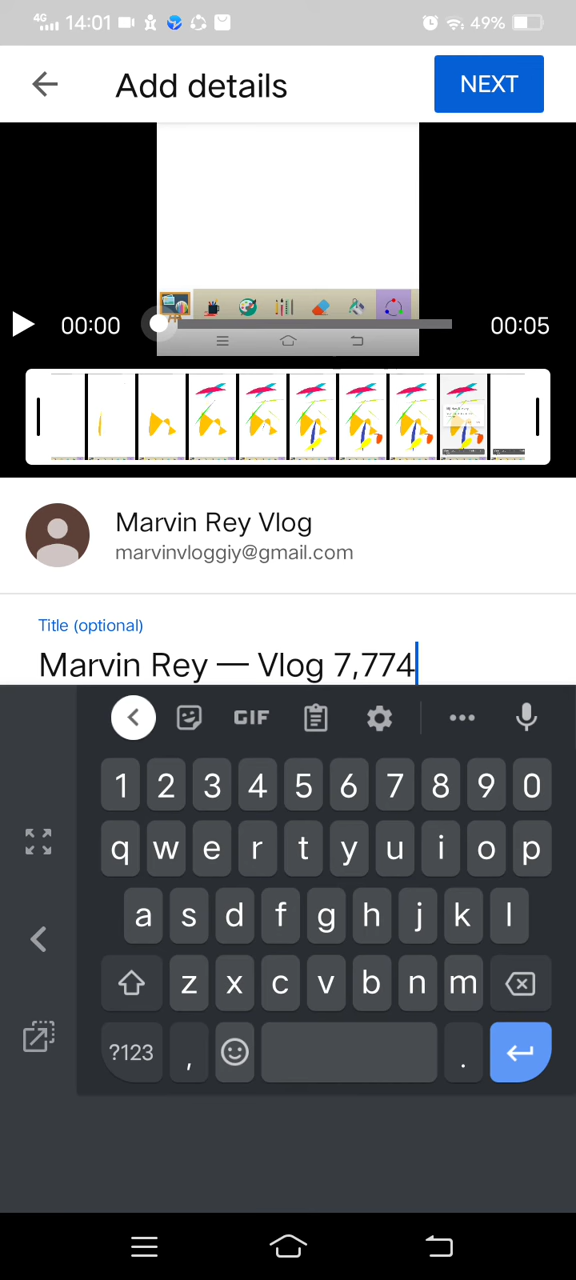 4G 14:01 49%
Add details
NEXT
00:00
00:05
Marvin Rey Vlog
marvinvloggiy@gmail.com
Title (optional)
Marvin Rey — Vlog 7,774
GIF
1 2 3 4 5 6 7 8 9 0
q w e r t y u i o p
a s d f g h j k l
z x c v b n m
?123 , .